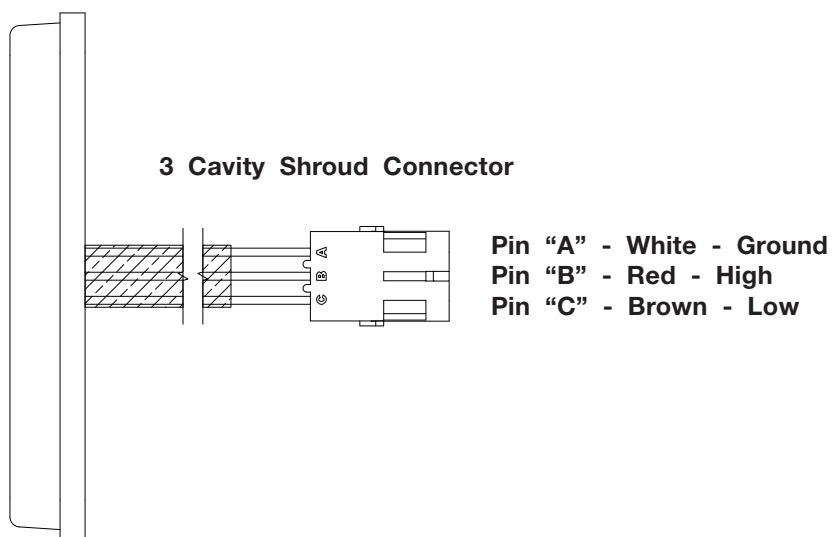 3 Cavity Shroud Connector
A
B
C
Pin “A” - White - Ground
Pin “B” - Red - High
Pin “C” - Brown - Low